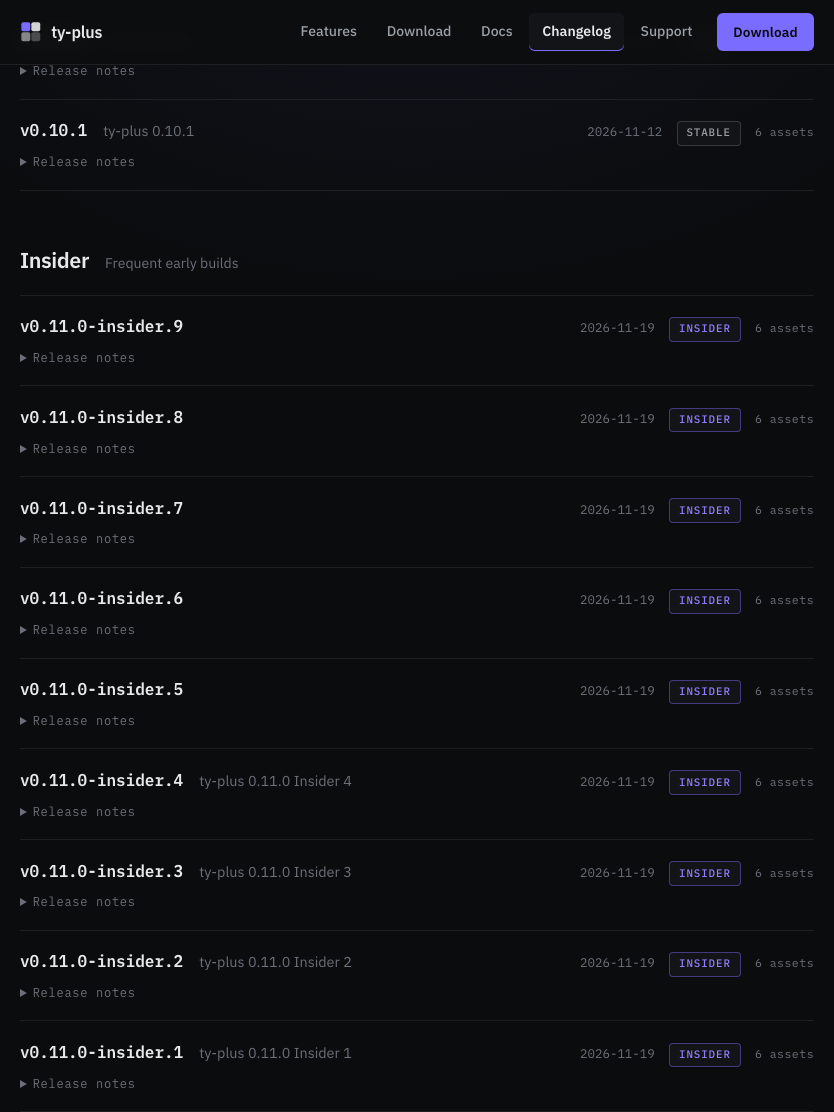 ty-plus Features Download Docs Changelog Support Download
Release notes
v0.10.1 ty-plus 0.10.1 2026-11-12 STABLE 6 assets
Release notes
Insider Frequent early builds
v0.11.0-insider.9 2026-11-19 INSIDER 6 assets
Release notes
v0.11.0-insider.8 2026-11-19 INSIDER 6 assets
Release notes
v0.11.0-insider.7 2026-11-19 INSIDER 6 assets
Release notes
v0.11.0-insider.6 2026-11-19 INSIDER 6 assets
Release notes
v0.11.0-insider.5 2026-11-19 INSIDER 6 assets
Release notes
v0.11.0-insider.4 ty-plus 0.11.0 Insider 4 2026-11-19 INSIDER 6 assets
Release notes
v0.11.0-insider.3 ty-plus 0.11.0 Insider 3 2026-11-19 INSIDER 6 assets
Release notes
v0.11.0-insider.2 ty-plus 0.11.0 Insider 2 2026-11-19 INSIDER 6 assets
Release notes
v0.11.0-insider.1 ty-plus 0.11.0 Insider 1 2026-11-19 INSIDER 6 assets
Release notes